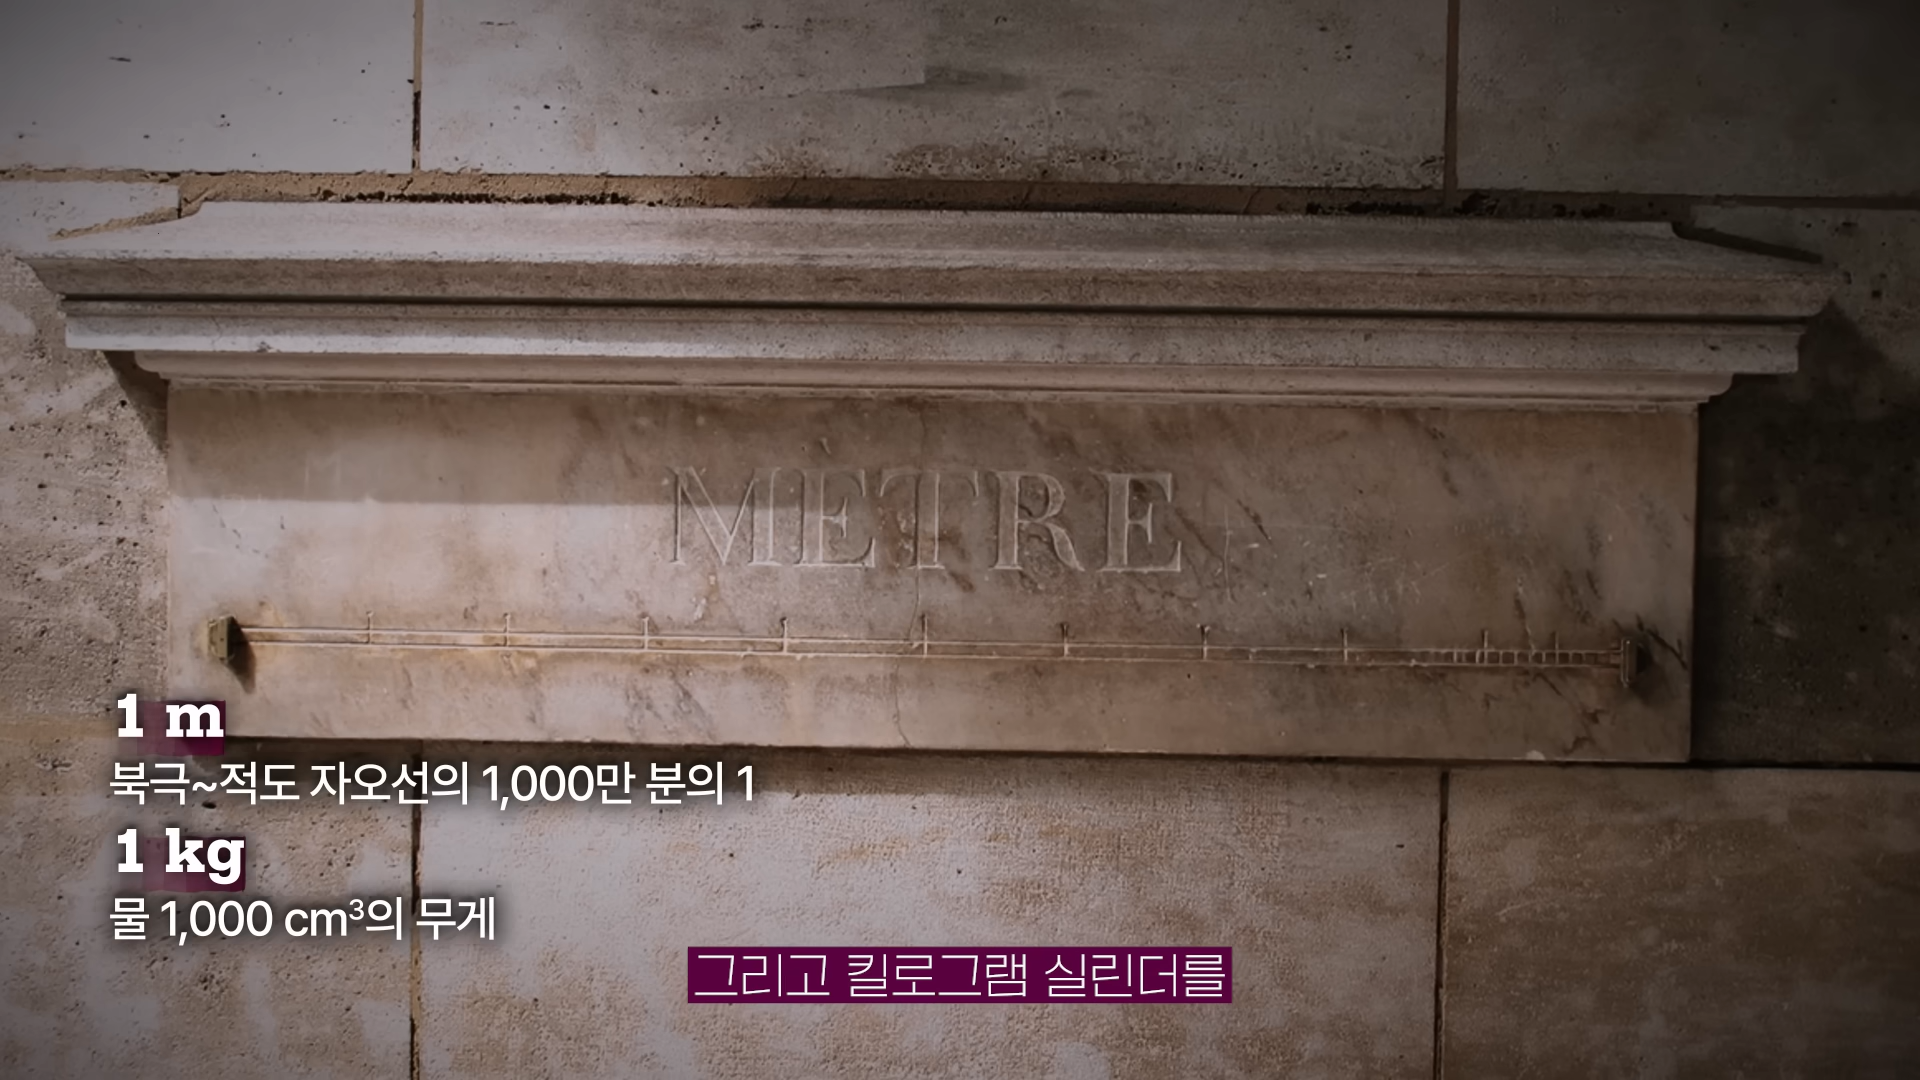 METRE
1 m
북극~적도 자오선의 1,000만 분의 1
1 kg
물 1,000 cm³의 무게
그리고 킬로그램 실린더를